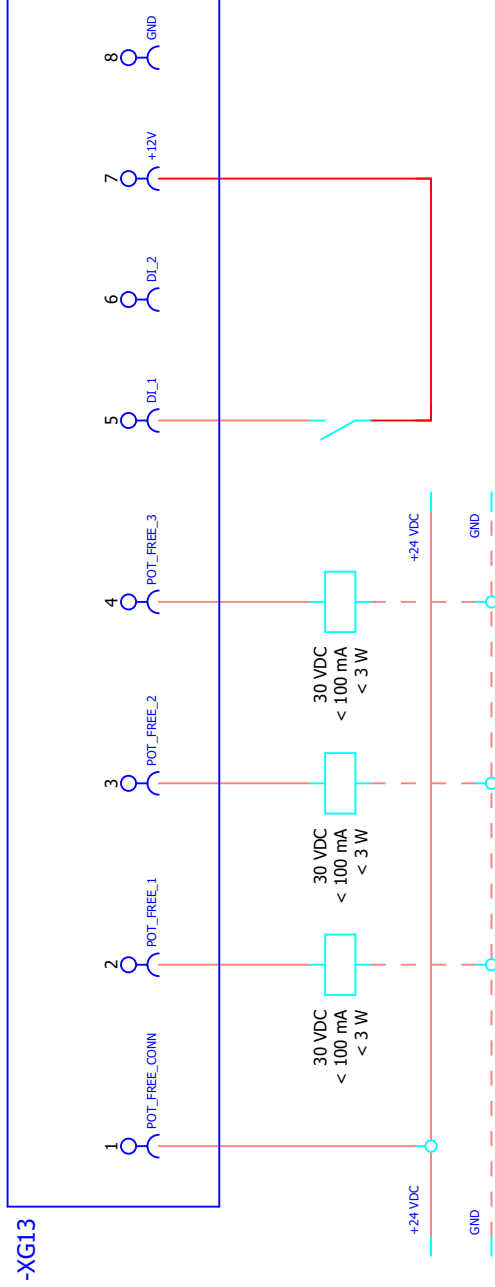 -XG13
1
POT_FREE_CONN
2
POT_FREE_1
3
POT_FREE_2
4
POT_FREE_3
5
DI_1
6
DI_2
7
+12V
8
GND
30 VDC
< 100 mA
< 3 W
30 VDC
< 100 mA
< 3 W
30 VDC
< 100 mA
< 3 W
+24 VDC
+24 VDC
GND
GND